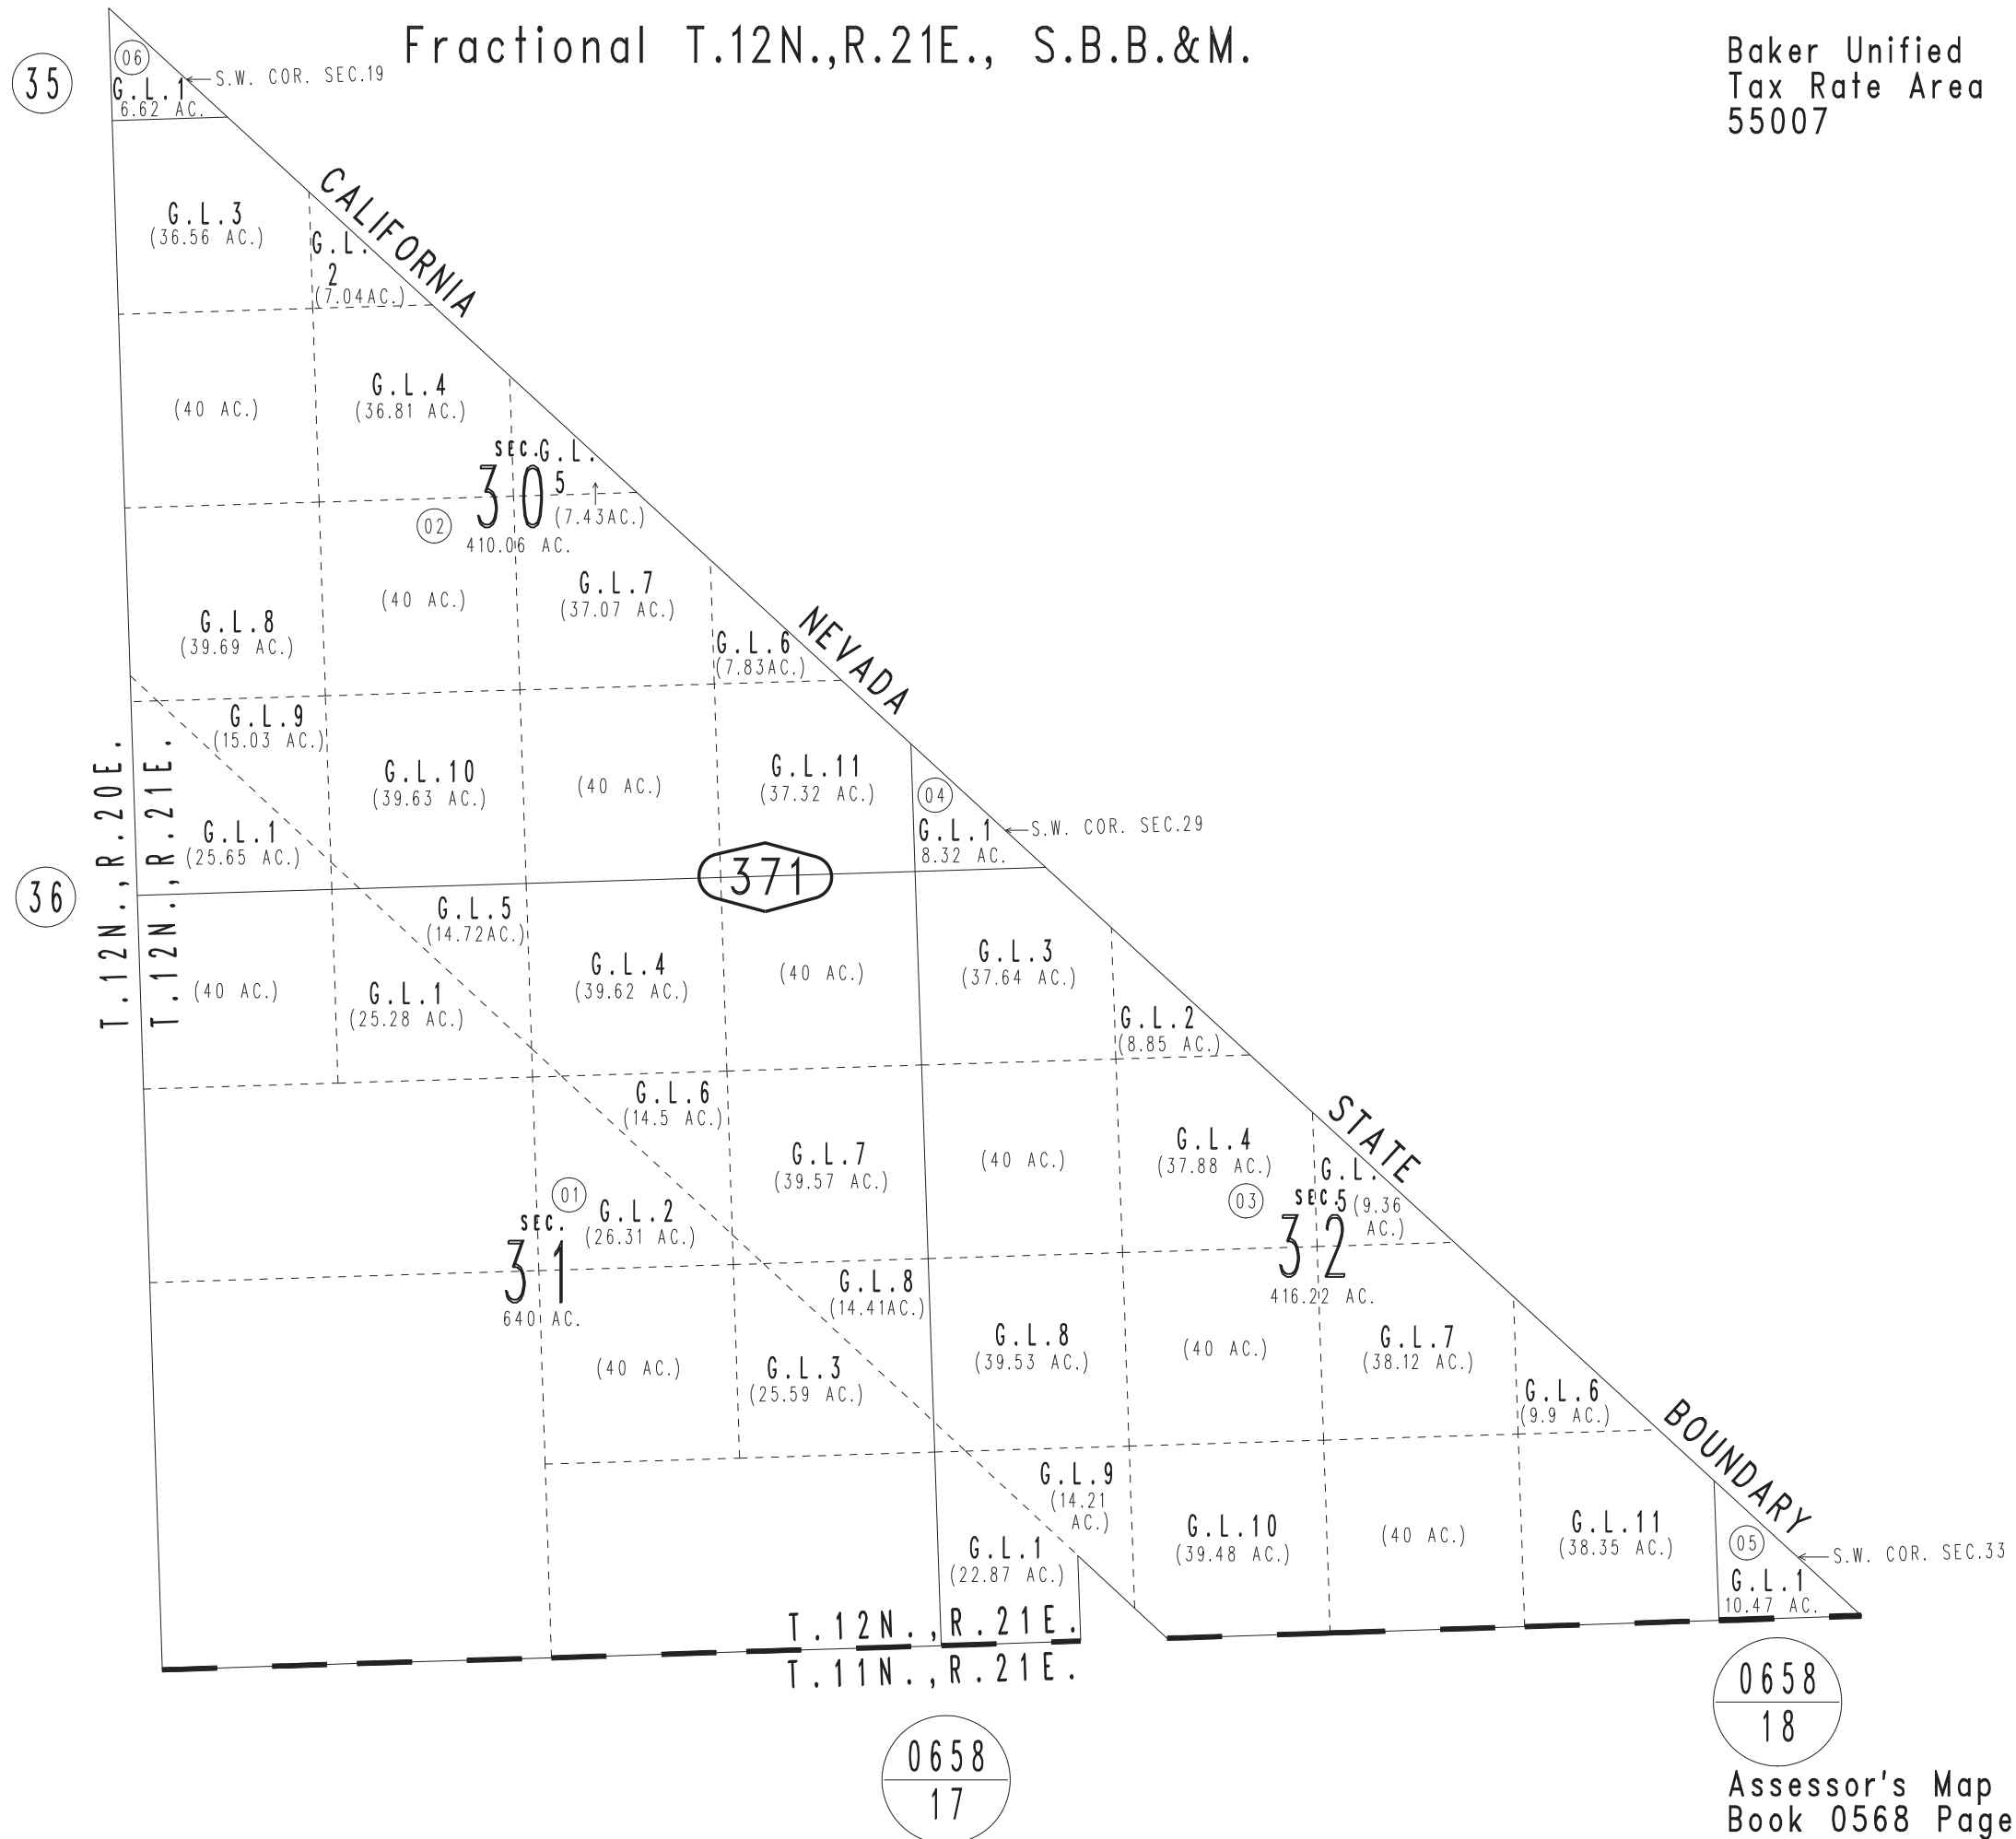 Fractional T.12N.,R.21E., S.B.B.&M.
Baker Unified
Tax Rate Area
55007
35
06
S.W. COR. SEC.19
G.L.1
6.62 AC.
CALIFORNIA
G.L.3
(36.56 AC.)
G.L.
2
(7.04AC.)
(40 AC.)
G.L.4
(36.81 AC.)
SEC.
30
02
410.06 AC.
G.L.
5
(7.43AC.)
G.L.8
(39.69 AC.)
(40 AC.)
G.L.7
(37.07 AC.)
G.L.6
(7.83AC.)
NEVADA
G.L.9
(15.03 AC.)
G.L.10
(39.63 AC.)
(40 AC.)
G.L.11
(37.32 AC.)
04
G.L.1
8.32 AC.
S.W. COR. SEC.29
T.12N.,R.20E.
T.12N.,R.21E.
G.L.1
(25.65 AC.)
371
36
G.L.5
(14.72AC.)
(40 AC.)
G.L.1
(25.28 AC.)
G.L.4
(39.62 AC.)
(40 AC.)
G.L.3
(37.64 AC.)
G.L.2
(8.85 AC.)
G.L.6
(14.5 AC.)
G.L.7
(39.57 AC.)
(40 AC.)
G.L.4
(37.88 AC.)
STATE
G.L.
5
(9.36
AC.)
03
SEC.
32
416.22 AC.
01
SEC.
31
640 AC.
G.L.2
(26.31 AC.)
G.L.8
(14.41AC.)
(40 AC.)
G.L.3
(25.59 AC.)
G.L.8
(39.53 AC.)
(40 AC.)
G.L.7
(38.12 AC.)
G.L.6
(9.9 AC.)
BOUNDARY
G.L.9
(14.21
AC.)
G.L.1
(22.87 AC.)
G.L.10
(39.48 AC.)
(40 AC.)
G.L.11
(38.35 AC.)
05
S.W. COR. SEC.33
G.L.1
10.47 AC.
T.12N.,R.21E.
T.11N.,R.21E.
0658
17
0658
18
Assessor's Map
Book 0568 Page